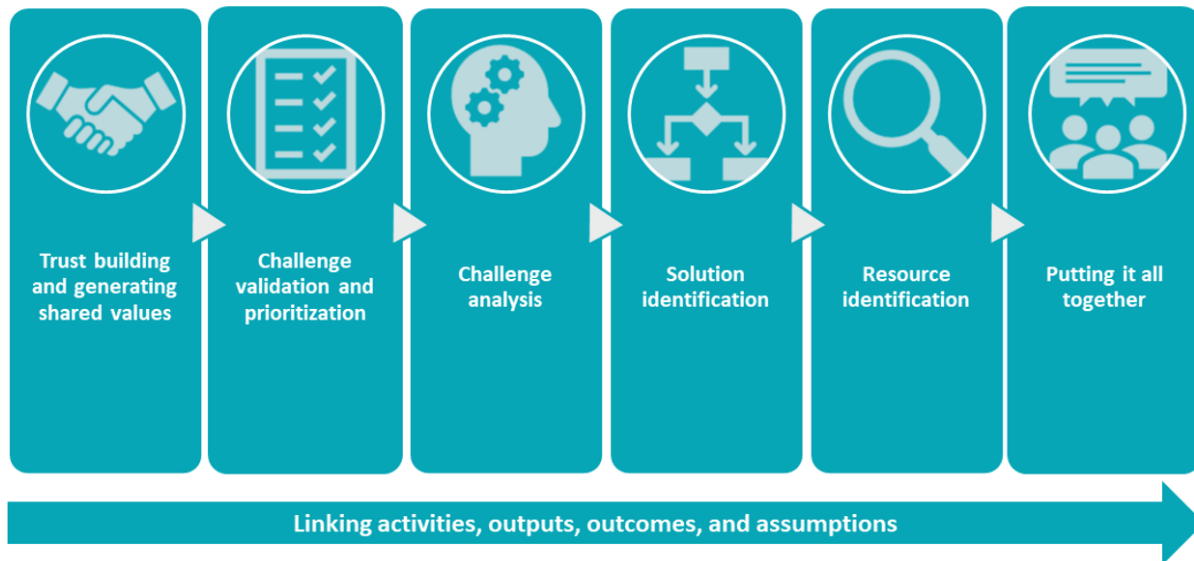 Trust building
and generating
shared values
Challenge
validation and
prioritization
Challenge
analysis
Solution
identification
Resource
identification
Putting it all
together
Linking activities, outputs, outcomes, and assumptions